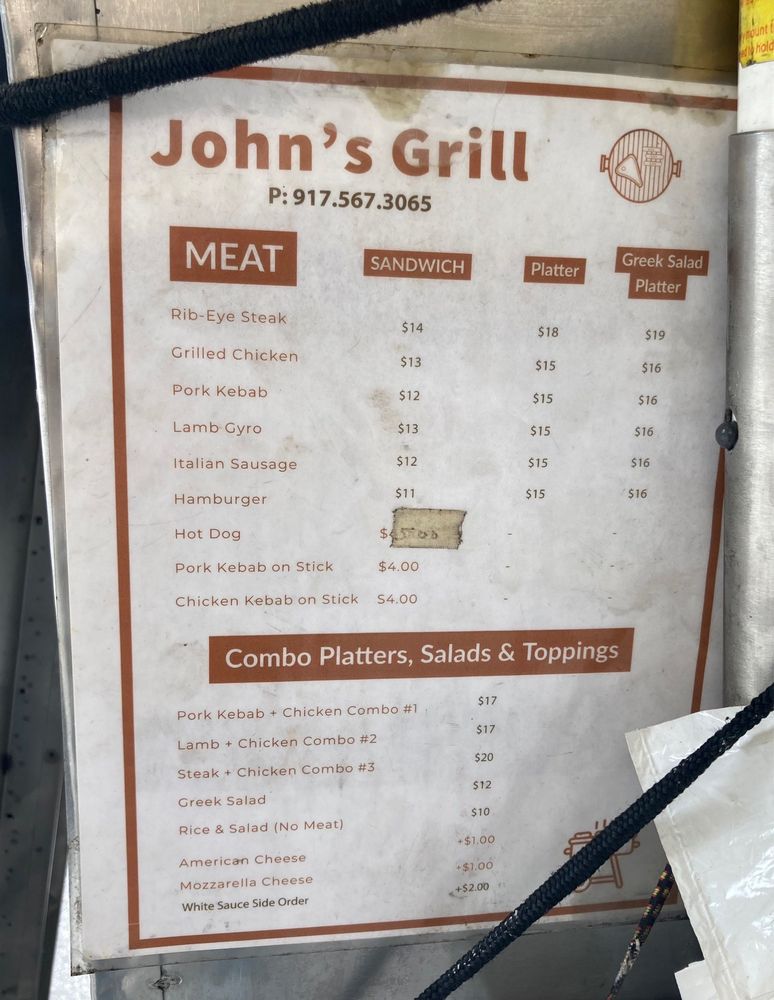 John's Grill
P: 917.567.3065
MEAT SANDWICH Platter Greek Salad Platter
Rib-Eye Steak $14 $18 $19
Grilled Chicken $13 $15 $16
Pork Kebab $12 $15 $16
Lamb Gyro $13 $15 $16
Italian Sausage $12 $15 $16
Hamburger $11 $15 $16
Hot Dog - -
Pork Kebab on Stick $4.00 - -
Chicken Kebab on Stick $4.00 - -
Combo Platters, Salads & Toppings
Pork Kebab + Chicken Combo #1 $17
Lamb + Chicken Combo #2 $17
Steak + Chicken Combo #3 $20
Greek Salad $12
Rice & Salad (No Meat) $10
American Cheese +$1.00
Mozzarella Cheese +$1.00
White Sauce Side Order +$2.00